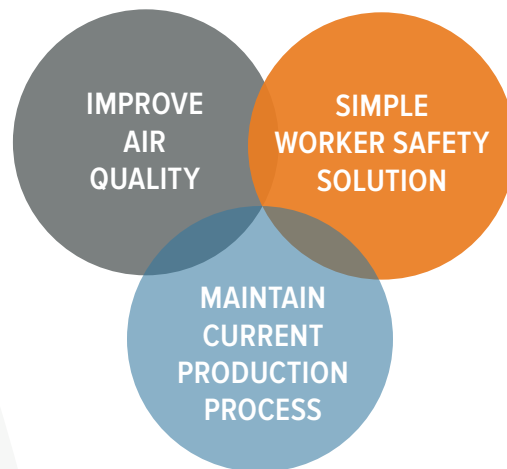 IMPROVE
AIR
QUALITY
SIMPLE
WORKER SAFETY
SOLUTION
MAINTAIN
CURRENT
PRODUCTION
PROCESS